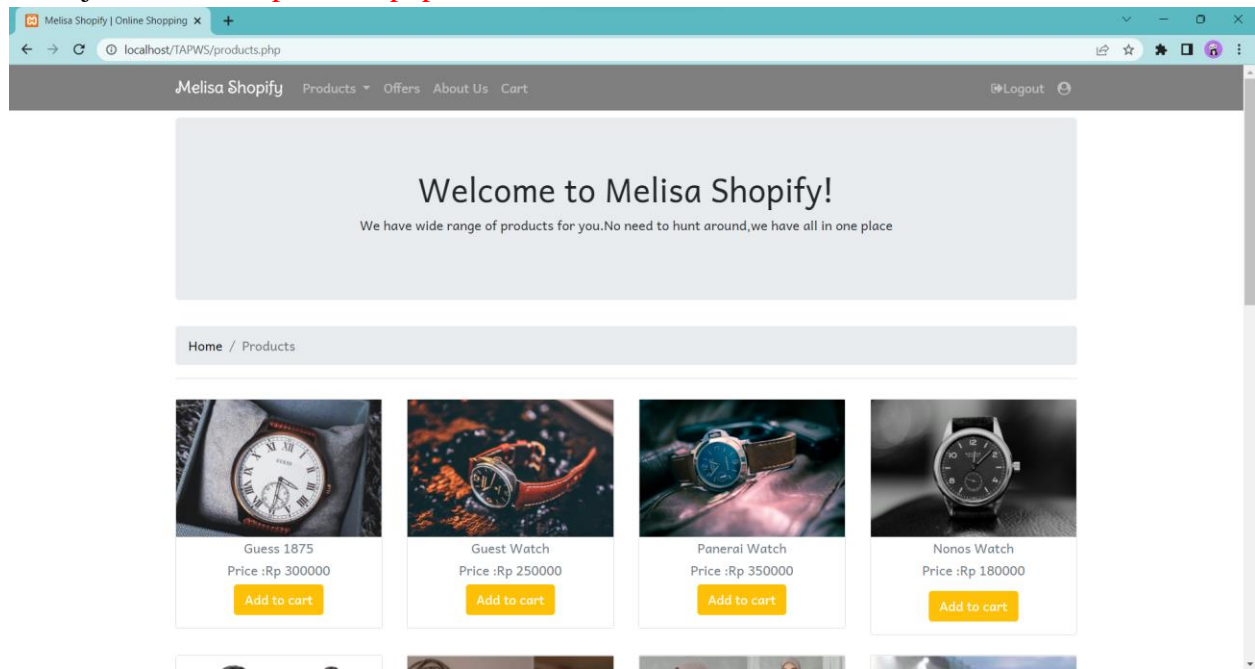 Melisa Shopify | Online Shopping
localhost/TAPWS/products.php
Melisa Shopify Products Offers About Us Cart Logout
Welcome to Melisa Shopify!
We have wide range of products for you.No need to hunt around,we have all in one place
Home / Products
Guess 1875 Guest Watch Panerai Watch Nonos Watch
Price :Rp 300000 Price :Rp 250000 Price :Rp 350000 Price :Rp 180000
Add to cart Add to cart Add to cart Add to cart